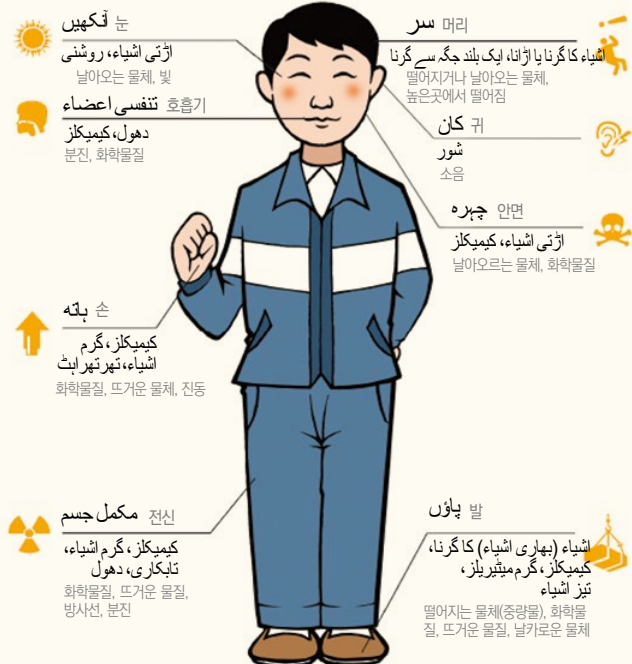 آنکھیں 눈
اڑتی اشیاء، روشنی
날아오는 물체, 빛
تنفسی اعضاء 호흡기
دھول، کیمیکلز
분진, 화학물질
سر 머리
اشیاء کا گرنا یا اڑانا، ایک بلند جگہ سے گرنا
떨어지거나 날아오는 물체,
높은곳에서 떨어짐
کان 귀
شور
소음
چہرہ 안면
اڑتی اشیاء، کیمیکلز
날아오르는 물체, 화학물질
ہاتھ 손
کیمیکلز، گرم
اشیاء، تھرتھراہٹ
화학물질, 뜨거운 물체, 진동
مکمل جسم 전신
کیمیکلز، گرم اشیاء،
تابکاری، دھول
화학물질, 뜨거운 물질,
방사선, 분진
پاؤں 발
اشیاء (بھاری اشیاء) کا گرنا،
کیمیکلز، گرم میٹیریلز،
تیز اشیاء
떨어지는 물체(중량물), 화학물
질, 뜨거운 물질, 날카로운 물체